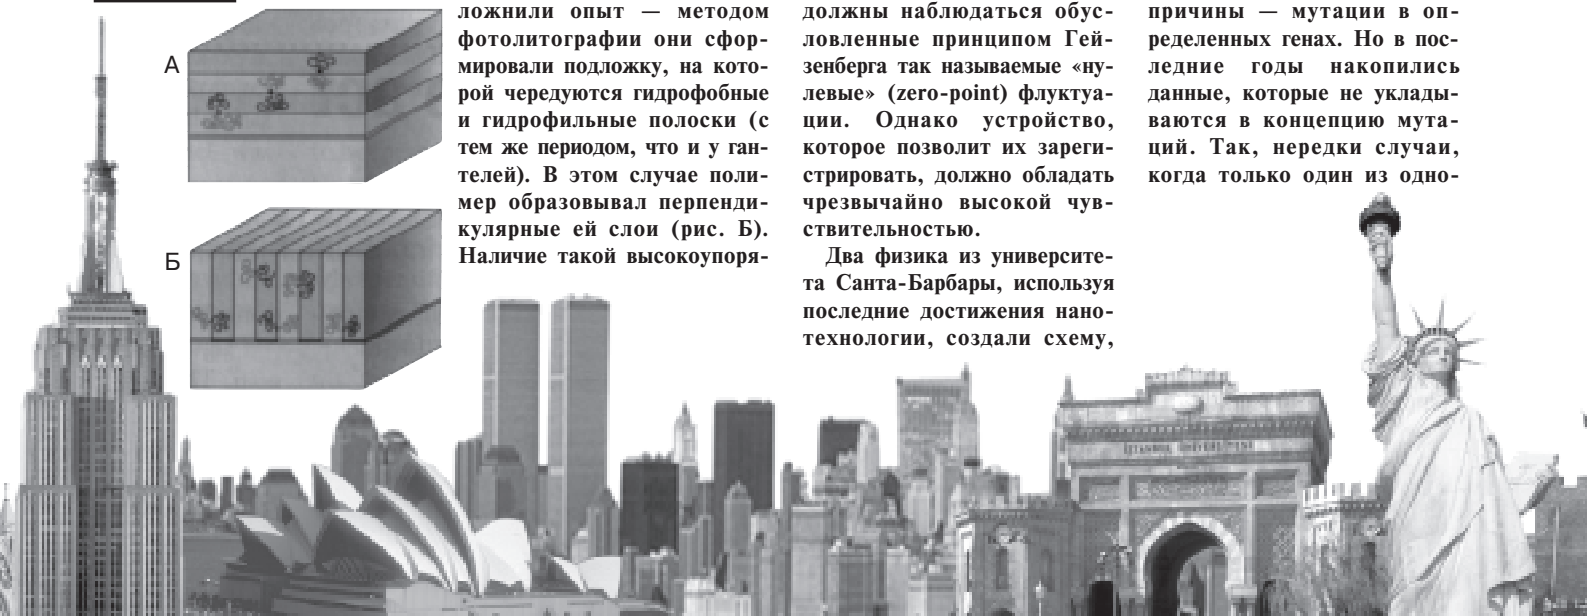 А
Б
ложнили опыт — методом
фотолитографии они сфор-
мировали подложку, на кото-
рой чередуются гидрофобные
и гидрофильные полоски (с
тем же периодом, что и у ган-
телей). В этом случае поли-
мер образовывал перпенди-
кулярные ей слои (рис. Б).
Наличие такой высокоупоря-
должны наблюдаться обус-
ловленные принципом Гей-
зенберга так называемые «ну-
левые» (zero-point) флуктуа-
ции. Однако устройство,
которое позволит их зареги-
стрировать, должно обладать
чрезвычайно высокой чув-
ствительностью.
Два физика из университе-
та Санта-Барбары, используя
последние достижения нано-
технологии, создали схему,
причины — мутации в оп-
ределенных генах. Но в пос-
ледние годы накопились
данные, которые не уклады-
ваются в концепцию мута-
ций. Так, нередки случаи,
когда только один из одно-